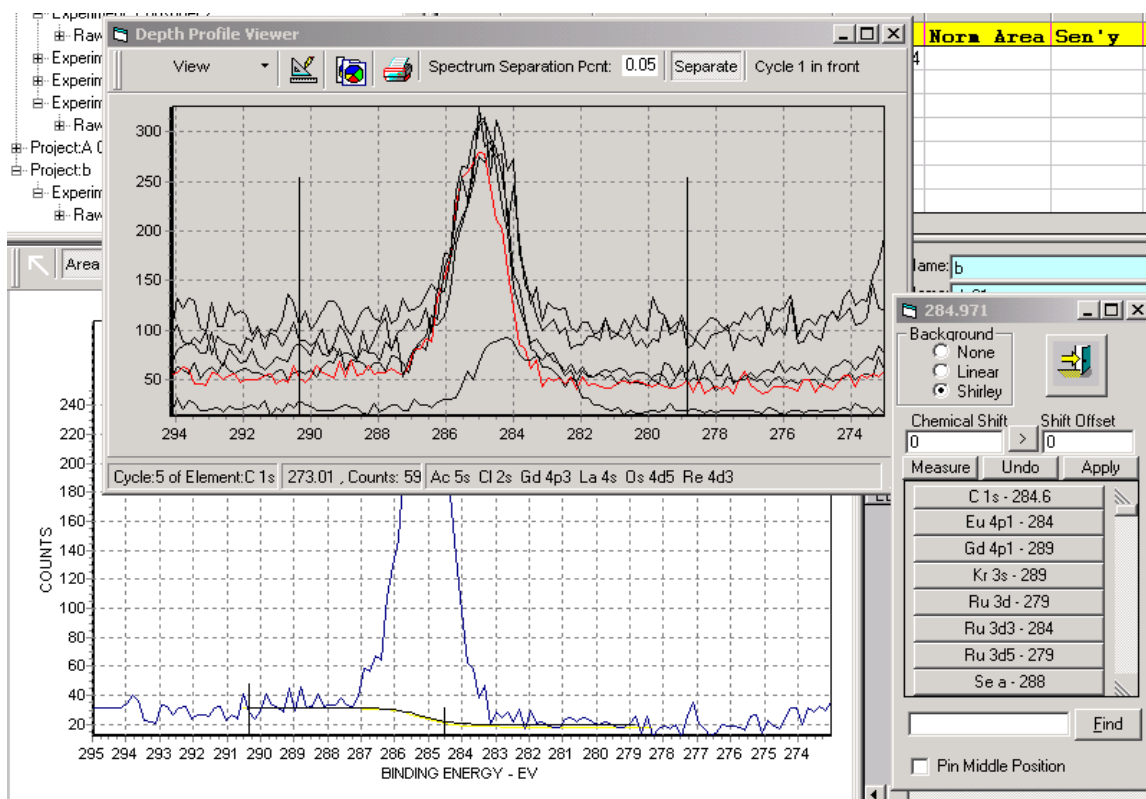 Experiment Container2
Raw
Experim
Experim
Experim
Raw
Project:A 0
Project:b
Experim
Raw
Depth Profile Viewer
View Spectrum Separation Pcnt: 0.05 Separate Cycle 1 in front
300
250
200
150
100
50
294 292 290 288 286 284 282 280 278 276 274
Cycle:5 of Element:C 1s 273.01 , Counts: 59 Ac 5s Cl 2s Gd 4p3 La 4s Os 4d5 Re 4d3
Norm Area Sen'y
4
Area
lame: b
284.971
Background
None
Linear
Shirley
Chemical Shift Shift Offset
0 > 0
Measure Undo Apply
C 1s - 284.6
Eu 4p1 - 284
Gd 4p1 - 289
Kr 3s - 289
Ru 3d - 279
Ru 3d3 - 284
Ru 3d5 - 279
Se a - 288
Find
Pin Middle Position
240
220
200
180
160
140
120
100
80
60
40
20
COUNTS
295 294 293 292 291 290 289 288 287 286 285 284 283 282 281 280 279 278 277 276 275 274
BINDING ENERGY - EV